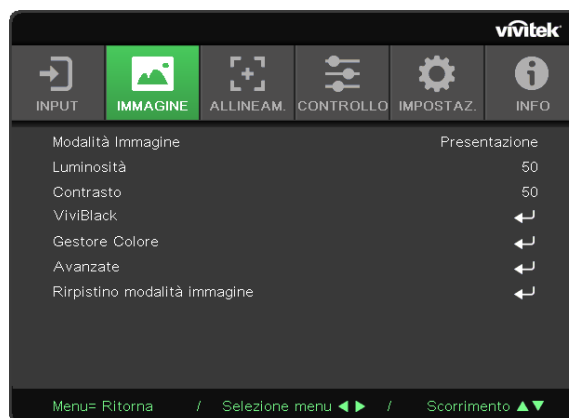 vivitek
INPUT IMMAGINE ALLINEAM. CONTROLLO IMPOSTAZ. INFO
Modalità Immagine Presentazione
Luminosità 50
Contrasto 50
ViviBlack
Gestore Colore
Avanzate
Rirpistino modalità immagine
Menu= Ritorna / Selezione menu ◀ ▶ / Scorrimento ▲▼